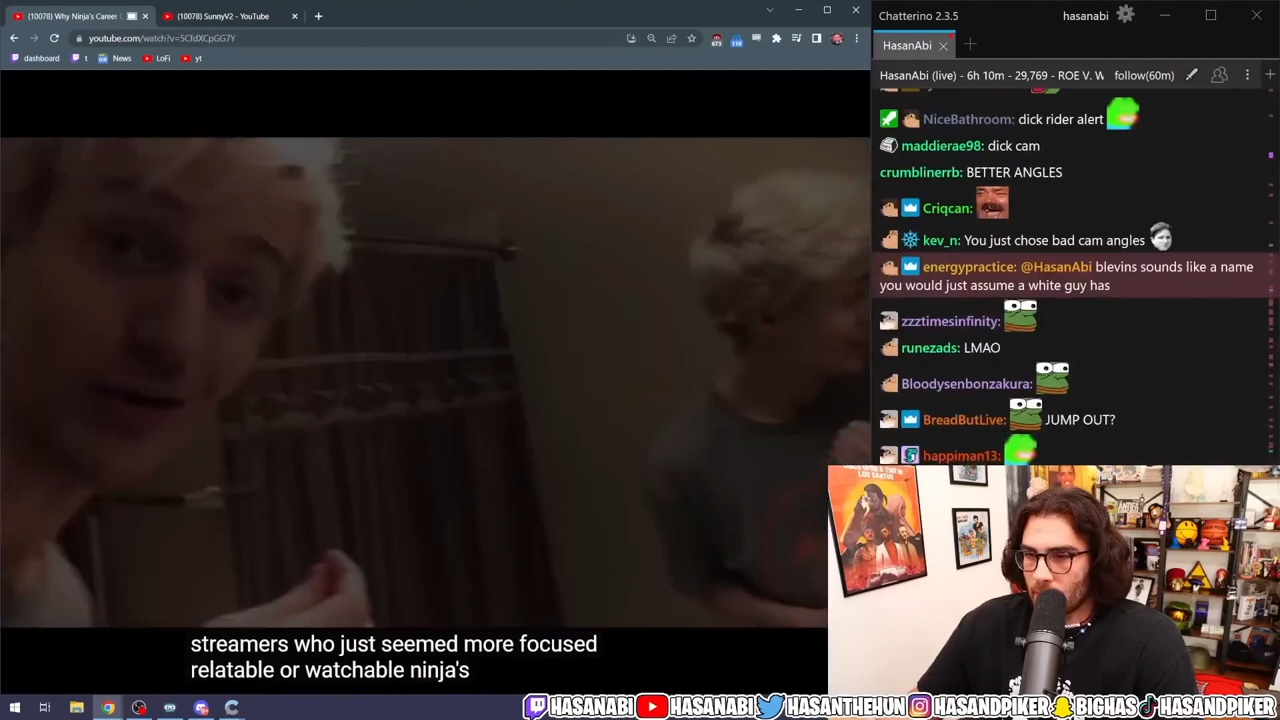 (10078) Why Ninja's Career
(10078) SunnyV2 - YouTube
youtube.com/watch?v=5CfdXCpGG7Y
673
118
dashboard
t
News
LoFi
yt
Chatterino 2.3.5
hasanabi
HasanAbi
HasanAbi (live) - 6h 10m - 29,769 - ROE V. W
follow(60m)
NiceBathroom: dick rider alert
maddierae98: dick cam
crumblinerrb: BETTER ANGLES
Criqcan:
kev_n: You just chose bad cam angles
energypractice: @HasanAbi blevins sounds like a name
you would just assume a white guy has
zzztimesinfinity:
runezads: LMAO
Bloodysenbonzakura:
BreadButLive: JUMP OUT?
happiman13:
LOS SANTOS
streamers who just seemed more focused
relatable or watchable ninja's
HASANABI HASANABI HASANTHEHUN HASANDPIKER BIGHAS HASANDPIKER